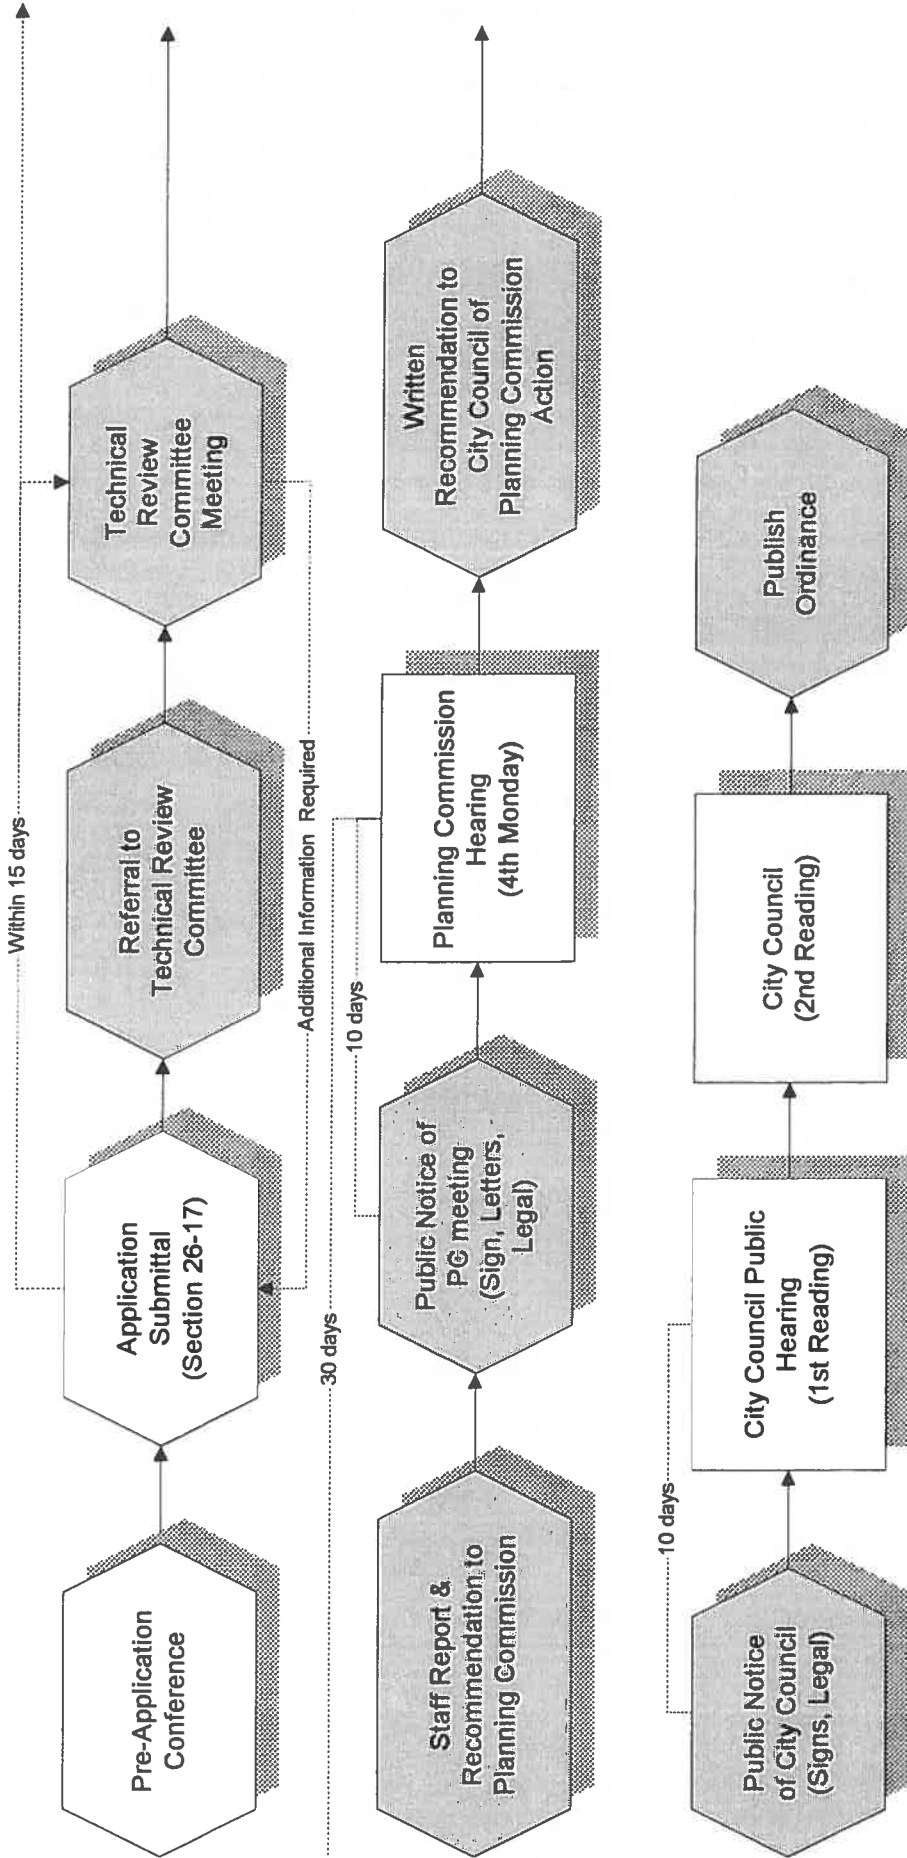 Within 15 days
Pre-Application
Conference
Application
Submittal
(Section 26-17)
Referral to
Technical Review
Committee
Technical
Review
Committee
Meeting
Additional Information Required
30 days
10 days
Staff Report &
Recommendation to
Planning Commission
Public Notice of
PC meeting
(Sign, Letters,
Legal)
Planning Commission
Hearing
(4th Monday)
Written
Recommendation to
City Council of
Planning Commission
Action
10 days
Public Notice
of City Council
(Signs, Legal)
City Council Public
Hearing
(1st Reading)
City Council
(2nd Reading)
Publish
Ordinance